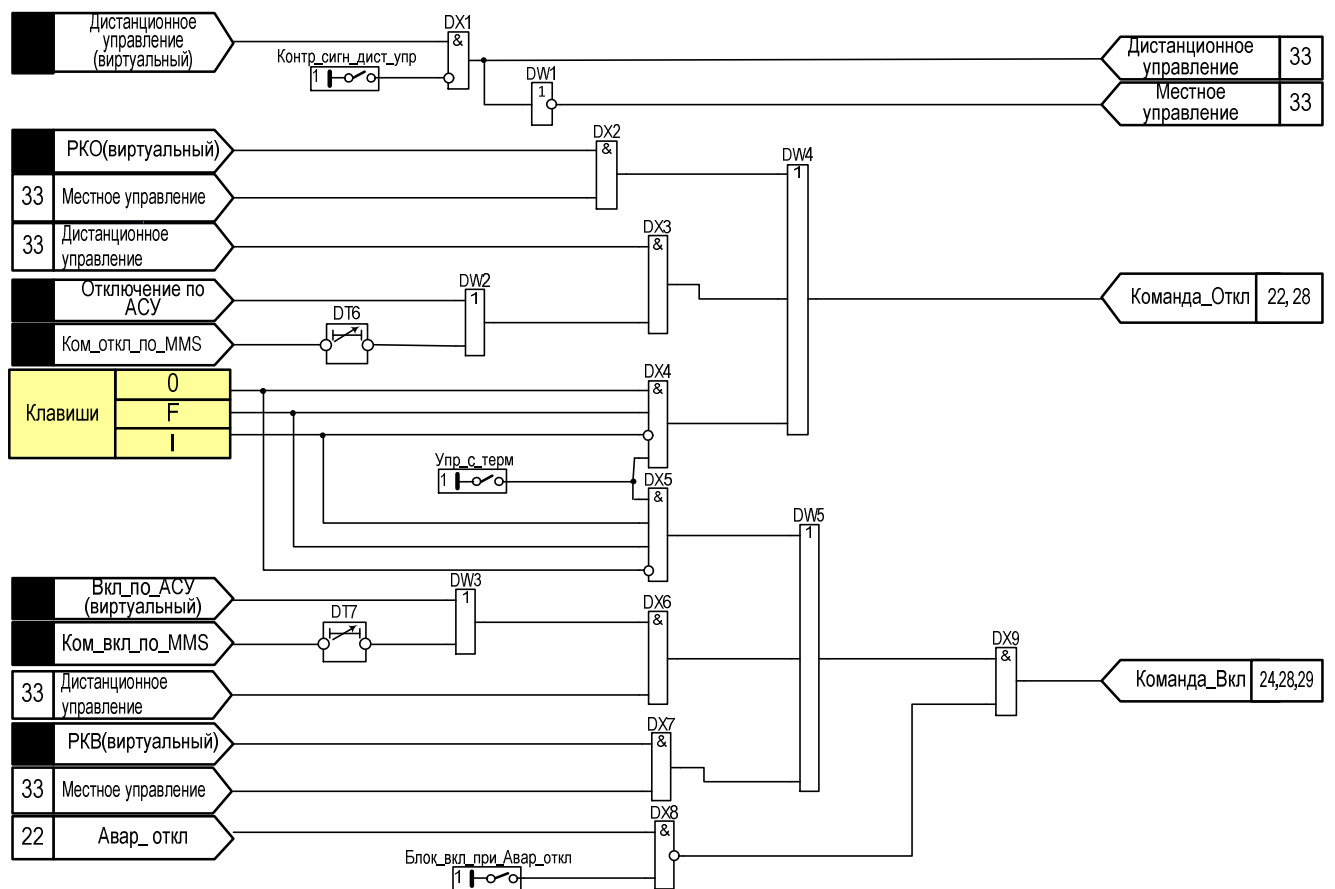 Дистанционное
управление
(виртуальный)
DX1
&
Контр_сигн_дист_упр
1
DW1
1
Дистанционное
управление
33
Местное
управление
33
РКО(виртуальный)
DX2
&
33
Местное управление
DW4
1
33
Дистанционное
управление
DX3
&
Отключение по
АСУ
DW2
1
Команда_Откл
22, 28
Ком_откл_по_MMS
DT6
Клавиши
0
F
I
DX4
&
Упр_с_терм
1
DX5
&
DW5
1
Вкл_по_АСУ
(виртуальный)
DW3
1
Ком_вкл_по_MMS
DT7
DX6
&
33
Дистанционное
управление
DX9
&
Команда_Вкл
24,28,29
РКВ(виртуальный)
DX7
&
33
Местное управление
22
Авар_ откл
DX8
&
Блок_вкл_при_Авар_откл
1